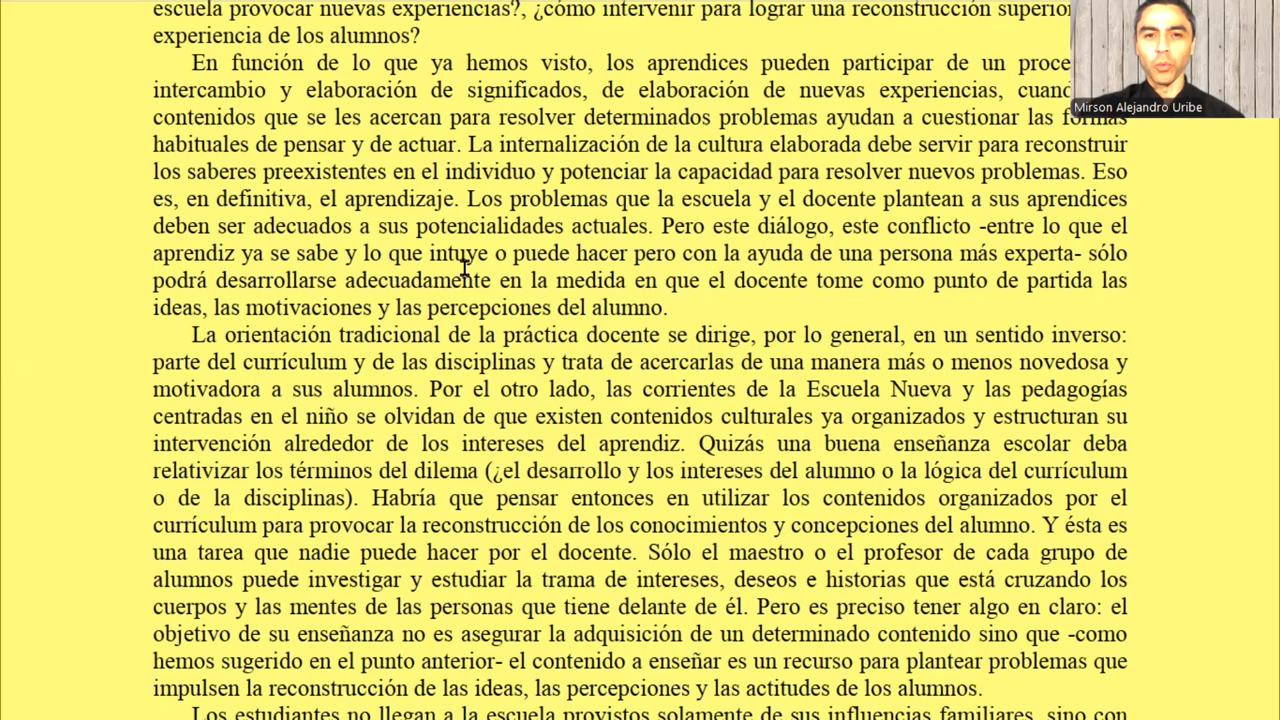 escuela provocar nuevas experiencias?, ¿cómo intervenir para lograr una reconstrucción superior
experiencia de los alumnos?
En función de lo que ya hemos visto, los aprendices pueden participar de un proce
intercambio y elaboración de significados, de elaboración de nuevas experiencias, cuand
contenidos que se les acercan para resolver determinados problemas ayudan a cuestionar las formas
habituales de pensar y de actuar. La internalización de la cultura elaborada debe servir para reconstruir
los saberes preexistentes en el individuo y potenciar la capacidad para resolver nuevos problemas. Eso
es, en definitiva, el aprendizaje. Los problemas que la escuela y el docente plantean a sus aprendices
deben ser adecuados a sus potencialidades actuales. Pero este diálogo, este conflicto -entre lo que el
aprendiz ya se sabe y lo que intuye o puede hacer pero con la ayuda de una persona más experta- sólo
podrá desarrollarse adecuadamente en la medida en que el docente tome como punto de partida las
ideas, las motivaciones y las percepciones del alumno.
La orientación tradicional de la práctica docente se dirige, por lo general, en un sentido inverso:
parte del currículum y de las disciplinas y trata de acercarlas de una manera más o menos novedosa y
motivadora a sus alumnos. Por el otro lado, las corrientes de la Escuela Nueva y las pedagogías
centradas en el niño se olvidan de que existen contenidos culturales ya organizados y estructuran su
intervención alrededor de los intereses del aprendiz. Quizás una buena enseñanza escolar deba
relativizar los términos del dilema (¿el desarrollo y los intereses del alumno o la lógica del currículum
o de la disciplinas). Habría que pensar entonces en utilizar los contenidos organizados por el
currículum para provocar la reconstrucción de los conocimientos y concepciones del alumno. Y ésta es
una tarea que nadie puede hacer por el docente. Sólo el maestro o el profesor de cada grupo de
alumnos puede investigar y estudiar la trama de intereses, deseos e historias que está cruzando los
cuerpos y las mentes de las personas que tiene delante de él. Pero es preciso tener algo en claro: el
objetivo de su enseñanza no es asegurar la adquisición de un determinado contenido sino que -como
hemos sugerido en el punto anterior- el contenido a enseñar es un recurso para plantear problemas que
impulsen la reconstrucción de las ideas, las percepciones y las actitudes de los alumnos.
Los estudiantes no llegan a la escuela provistos solamente de sus influencias familiares, sino con
Mirson Alejandro Uribe